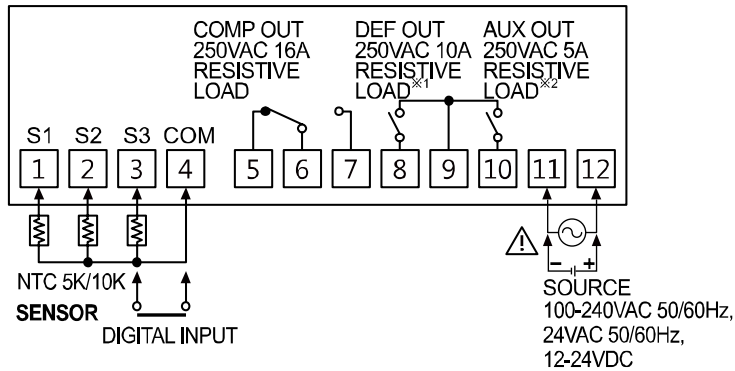 COMP OUT
250VAC 16A
RESISTIVE
LOAD
DEF OUT
250VAC 10A
RESISTIVE
LOAD※1
AUX OUT
250VAC 5A
RESISTIVE
LOAD※2
S1 S2 S3 COM
1 2 3 4 5 6 7 8 9 10 11 12
NTC 5K/10K
SENSOR
DIGITAL INPUT
! − +
SOURCE
100-240VAC 50/60Hz,
24VAC 50/60Hz,
12-24VDC